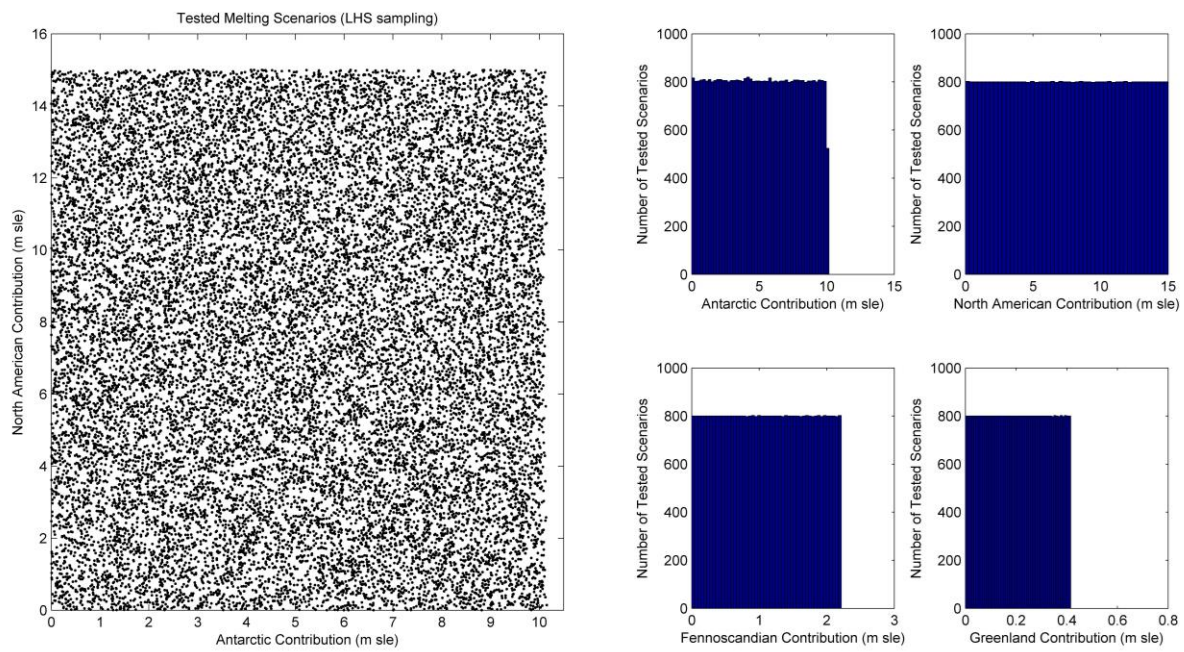 Tested Melting Scenarios (LHS sampling)
16
14
12
10
8
6
4
2
0
North American Contribution (m sle)
0 1 2 3 4 5 6 7 8 9 10
Antarctic Contribution (m sle)
1000
800
600
400
200
0
Number of Tested Scenarios
0 5 10 15
Antarctic Contribution (m sle)
1000
800
600
400
200
0
Number of Tested Scenarios
0 5 10 15
North American Contribution (m sle)
1000
800
600
400
200
0
Number of Tested Scenarios
0 1 2 3
Fennoscandian Contribution (m sle)
1000
800
600
400
200
0
Number of Tested Scenarios
0 0.2 0.4 0.6 0.8
Greenland Contribution (m sle)